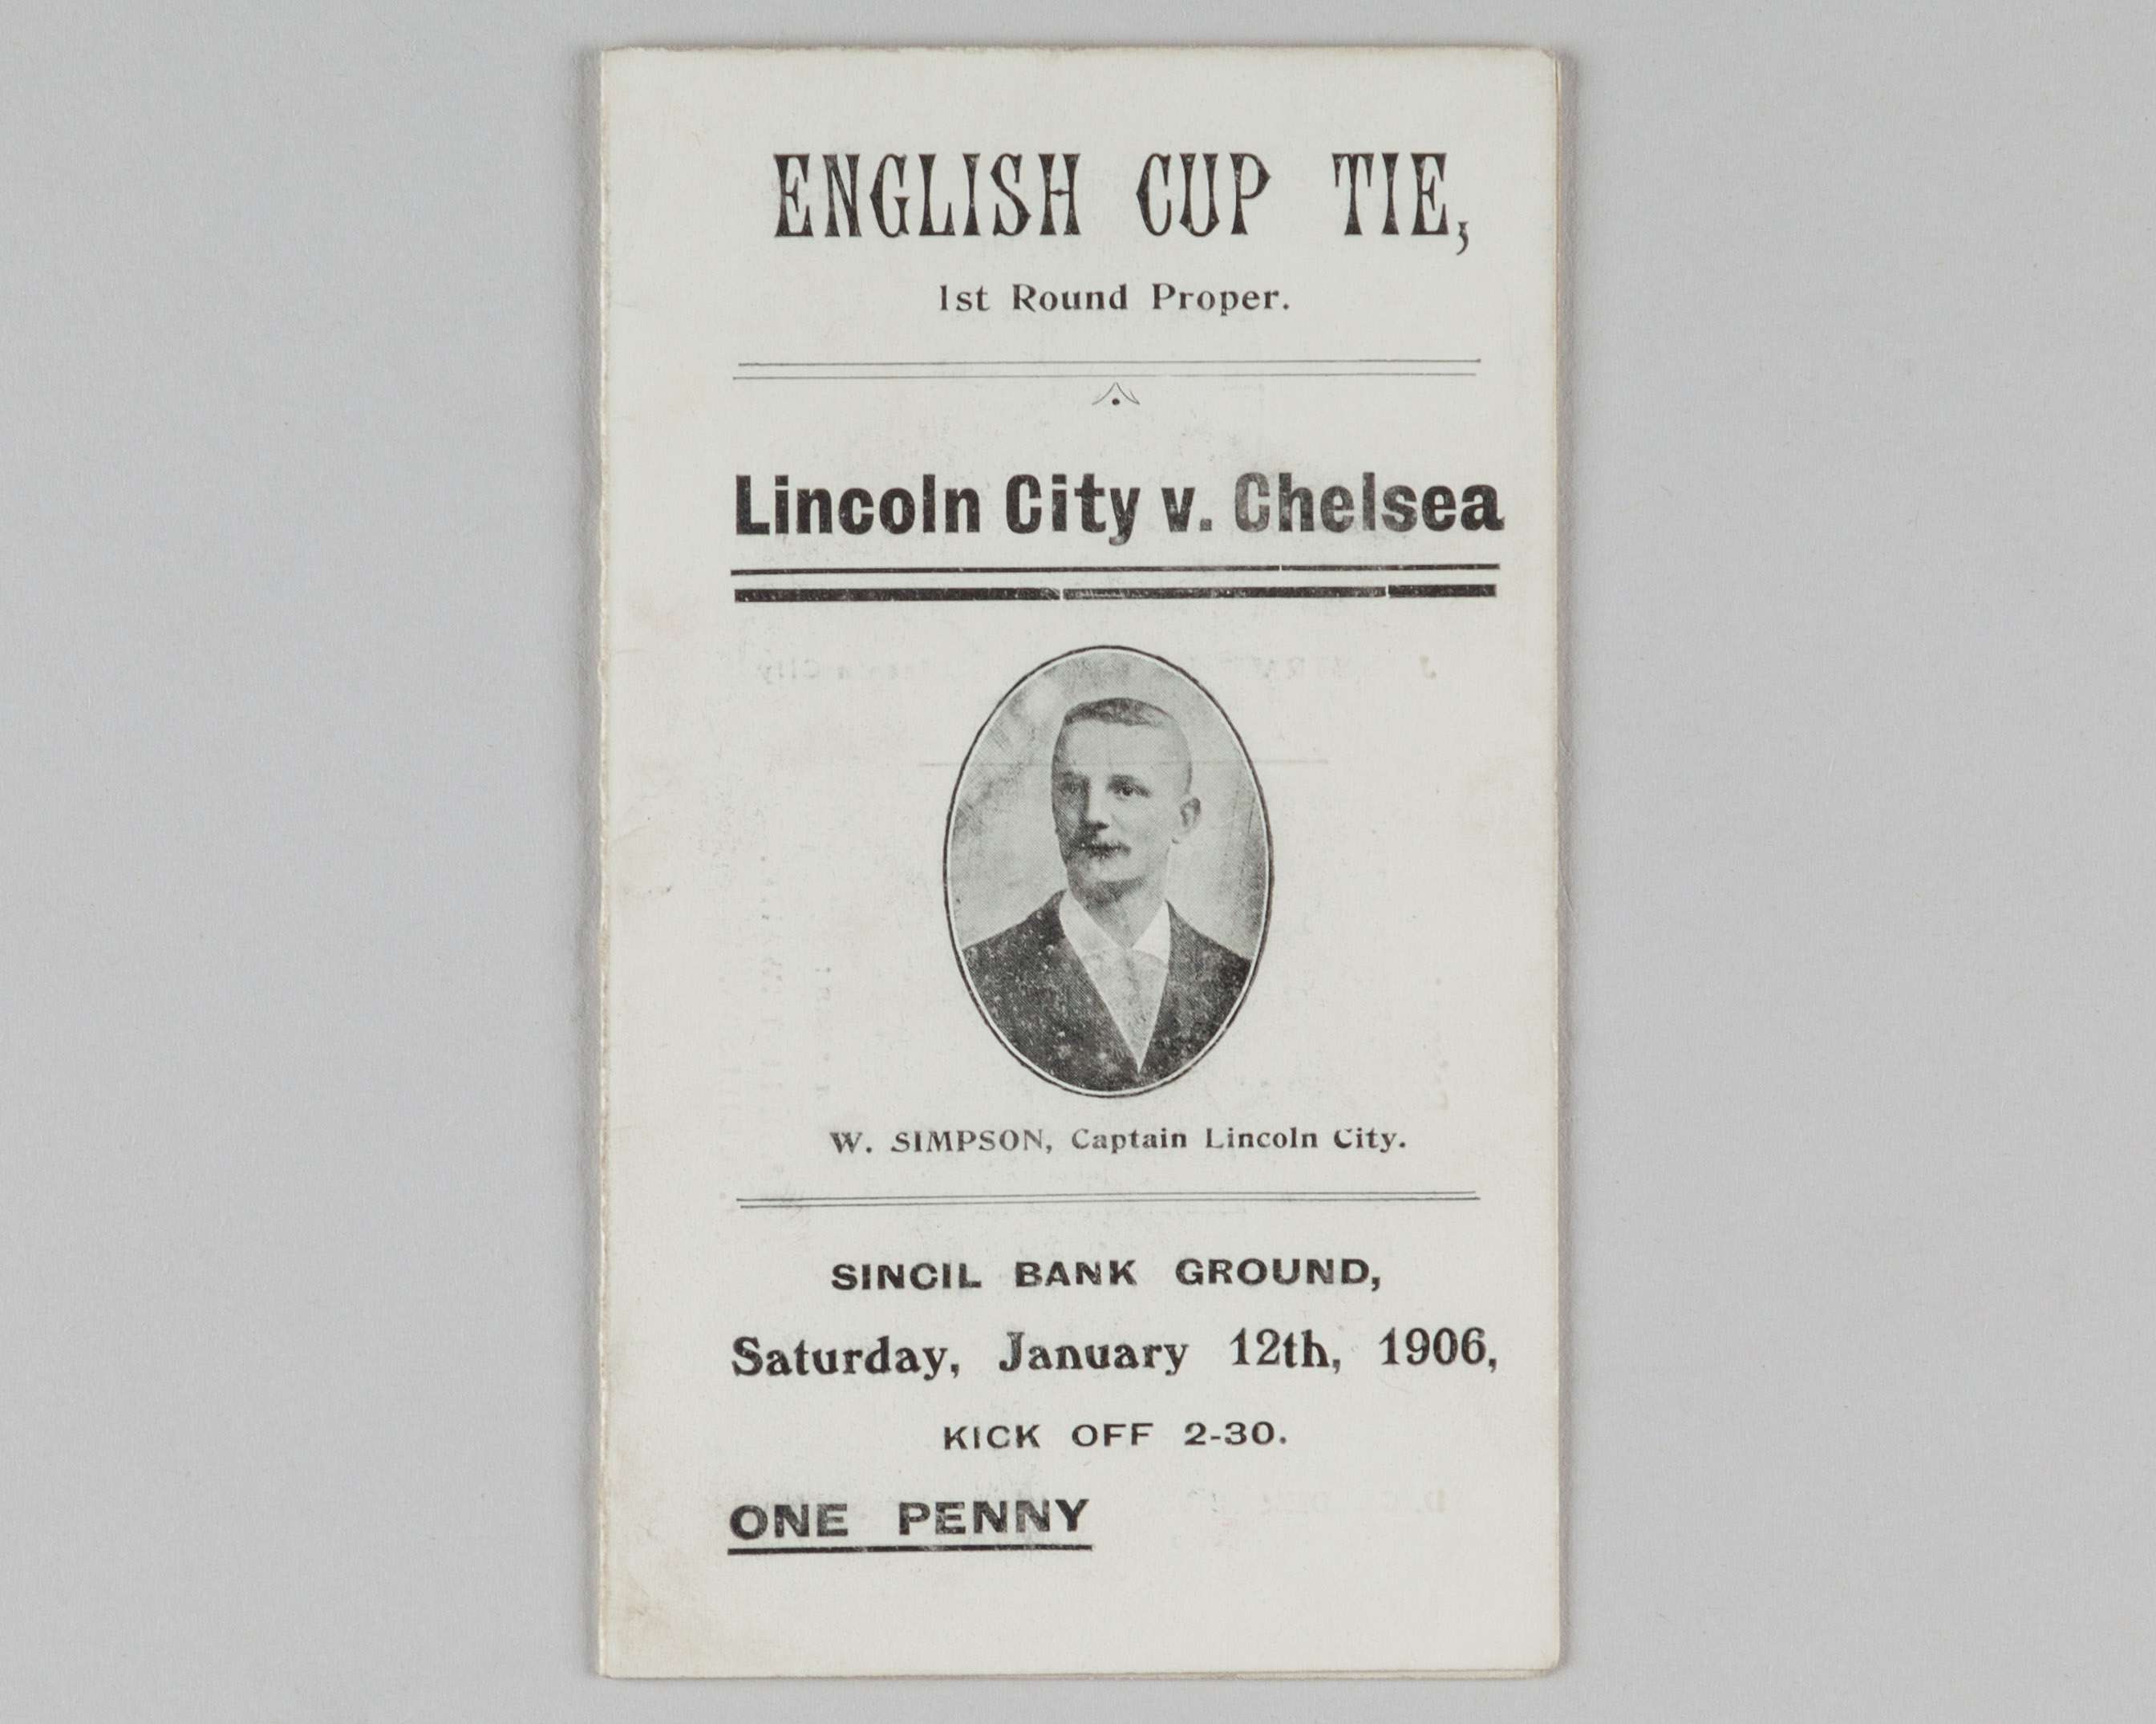 ENGLISH CUP TIE,
1st Round Proper.
Lincoln City v. Chelsea
W. SIMPSON, Captain Lincoln City.
SINCIL BANK GROUND,
Saturday, January 12th, 1906,
KICK OFF 2-30.
ONE PENNY